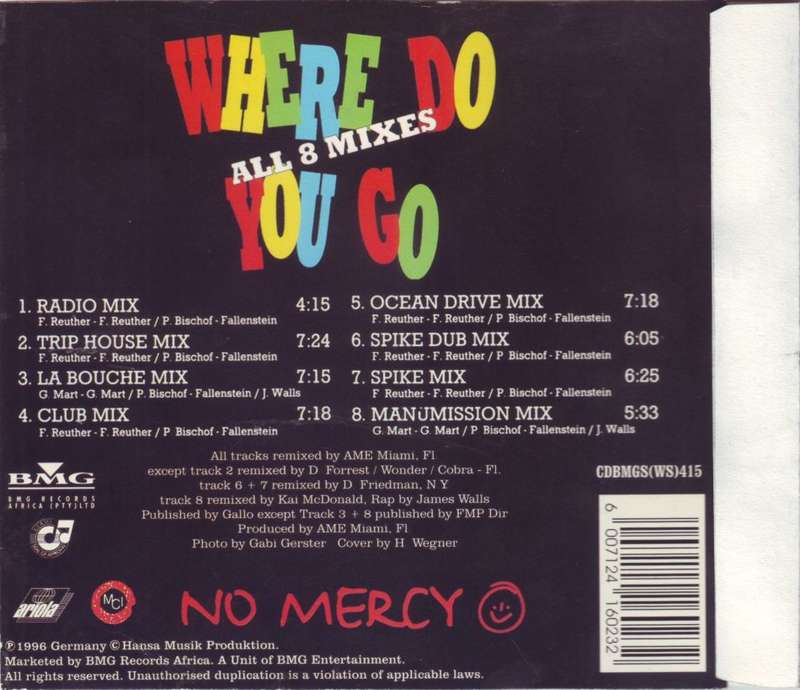 WHERE DO
ALL 8 MIXES
YOU GO
1. RADIO MIX 4:15
F. Reuther - F. Reuther / P. Bischof - Fallenstein
2. TRIP HOUSE MIX 7:24
F. Reuther - F. Reuther / P Bischof - Fallenstein
3. LA BOUCHE MIX 7:15
G. Mart - G. Mart / P. Bischof - Fallenstein / J. Walls
4. CLUB MIX 7:18
F. Reuther - F. Reuther / P Bischof - Fallenstein
5. OCEAN DRIVE MIX 7:18
F. Reuther - F. Reuther / P Bischof - Fallenstein
6. SPIKE DUB MIX 6:05
F. Reuther - F. Reuther / P. Bischof - Fallenstein
7. SPIKE MIX 6:25
F Reuther - F. Reuther / P. Bischof - Fallenstein
8. MANUMISSION MIX 5:33
G. Mart - G. Mart / P Bischof - Fallenstein / J. Walls
All tracks remixed by AME Miami, Fl
except track 2 remixed by D Forrest / Wonder / Cobra - Fl.
track 6 + 7 remixed by D Friedman, N Y
track 8 remixed by Kai McDonald, Rap by James Walls
Published by Gallo except Track 3 + 8 published by FMP Dir
Produced by AME Miami, Fl
Photo by Gabi Gerster Cover by H Wegner
BMG
BMG RECORDS
AFRICA (PTY)LTD
CDBMGS(WS)415
6 007124 160232
ariola
MCI
NO MERCY
℗1996 Germany © Hansa Musik Produktion.
Marketed by BMG Records Africa. A Unit of BMG Entertainment.
All rights reserved. Unauthorised duplication is a violation of applicable laws.